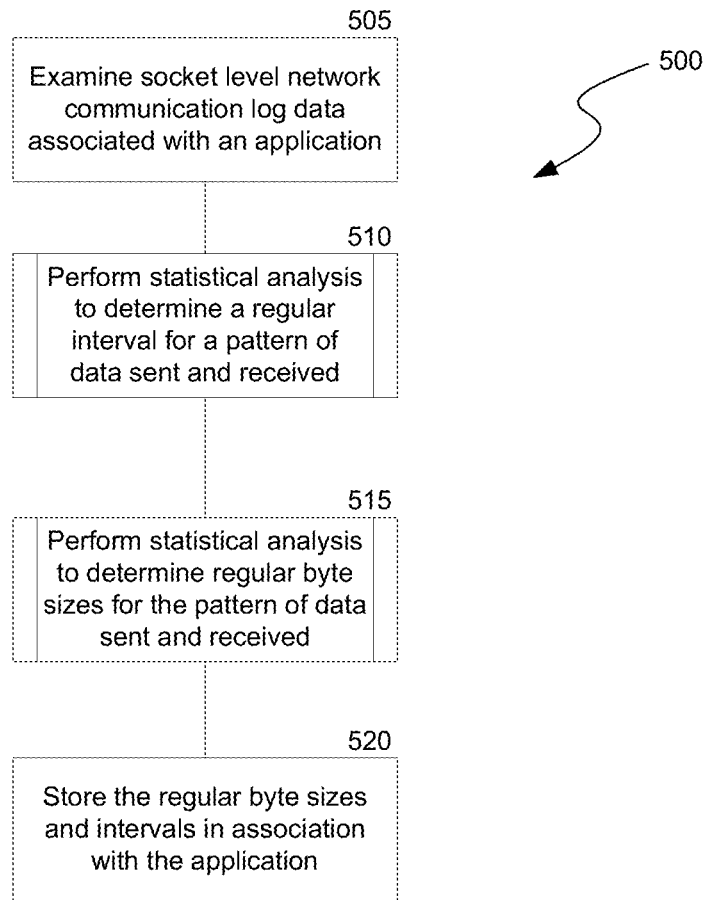 505
Examine socket level network
communication log data
associated with an application
500
510
Perform statistical analysis
to determine a regular
interval for a pattern of
data sent and received
515
Perform statistical analysis
to determine regular byte
sizes for the pattern of data
sent and received
520
Store the regular byte sizes
and intervals in association
with the application